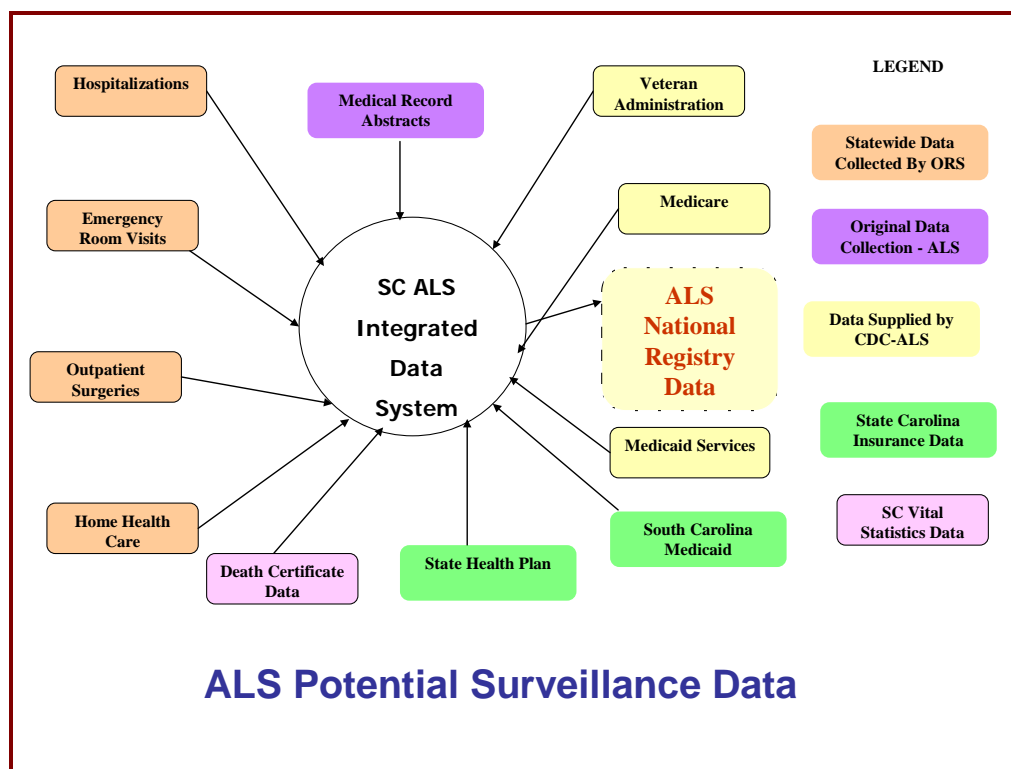 Hospitalizations
Medical Record
Abstracts
Veteran
Administration
LEGEND
Statewide Data
Collected By ORS
Emergency
Room Visits
Medicare
Original Data
Collection - ALS
SC ALS
Integrated
Data
System
ALS
National
Registry
Data
Data Supplied by
CDC-ALS
Outpatient
Surgeries
State Carolina
Insurance Data
Medicaid Services
Home Health
Care
Death Certificate
Data
State Health Plan
South Carolina
Medicaid
SC Vital
Statistics Data
ALS Potential Surveillance Data